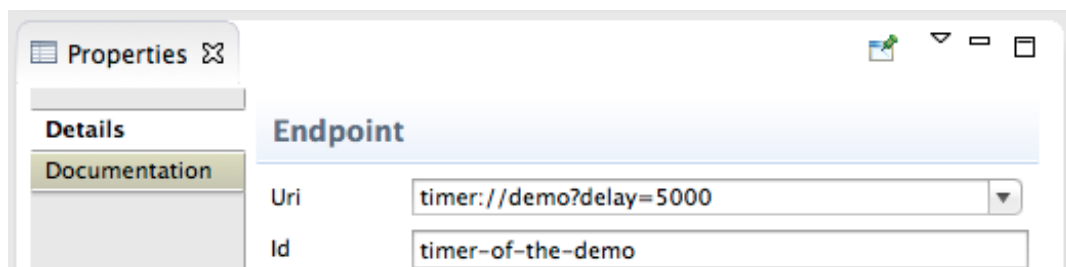 Properties
Details
Endpoint
Documentation
Uri timer://demo?delay=5000
Id timer-of-the-demo